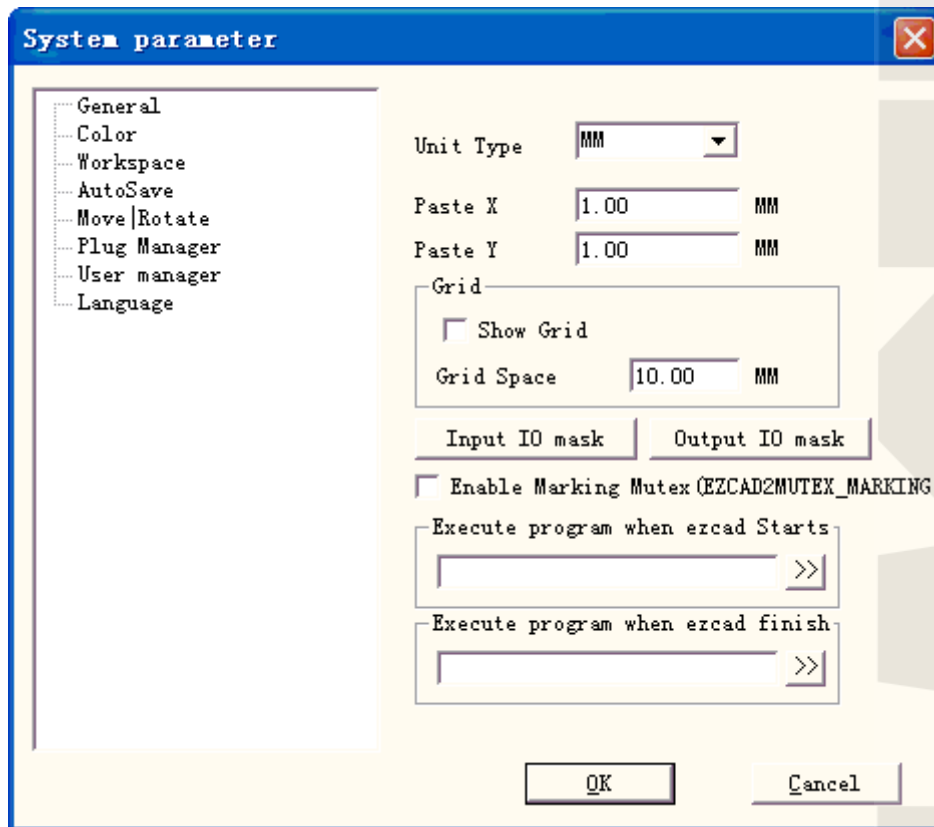 System parameter
General
Color
Workspace
AutoSave
Move|Rotate
Plug Manager
User manager
Language
Unit Type MM
Paste X 1.00 MM
Paste Y 1.00 MM
Grid
Show Grid
Grid Space 10.00 MM
Input IO mask Output IO mask
Enable Marking Mutex(EZCAD2MUTEX_MARKING
Execute program when ezcad Starts
>>
Execute program when ezcad finish
>>
OK Cancel